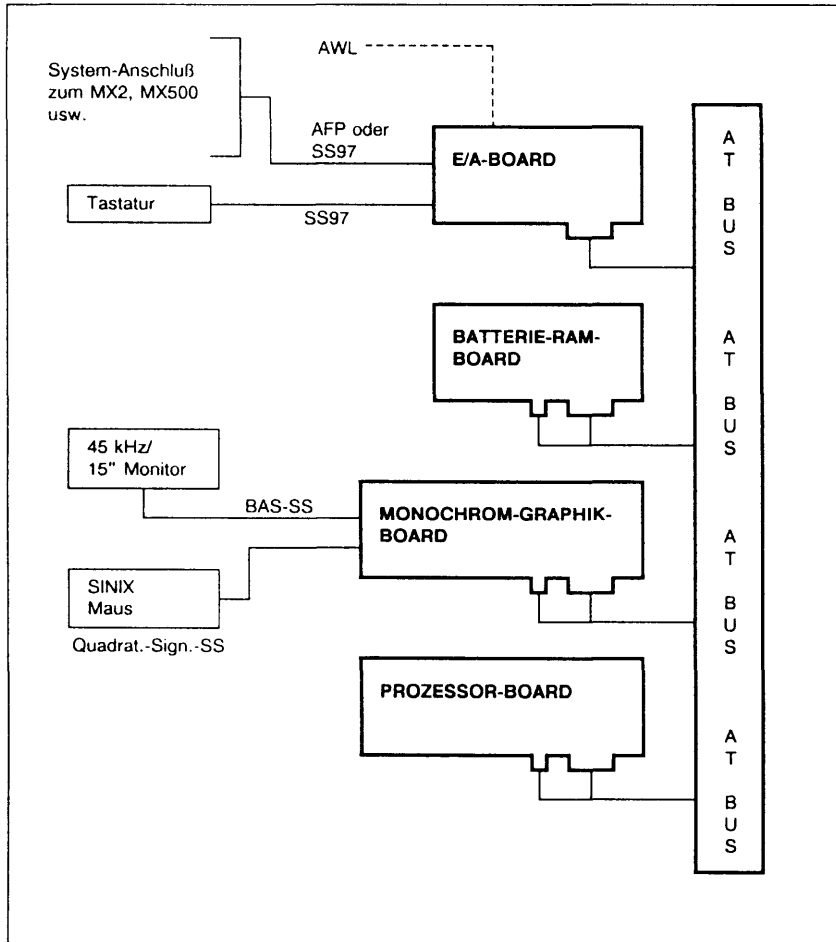 AWL
System-Anschluß
zum MX2, MX500
usw.
AFP oder
SS97
E/A-BOARD
Tastatur
SS97
A
T
B
U
S
BATTERIE-RAM-
BOARD
A
T
B
U
S
45 kHz/
15" Monitor
BAS-SS
MONOCHROM-GRAPHIK-
BOARD
SINIX
Maus
Quadrat.-Sign.-SS
A
T
B
U
S
PROZESSOR-BOARD
A
T
B
U
S